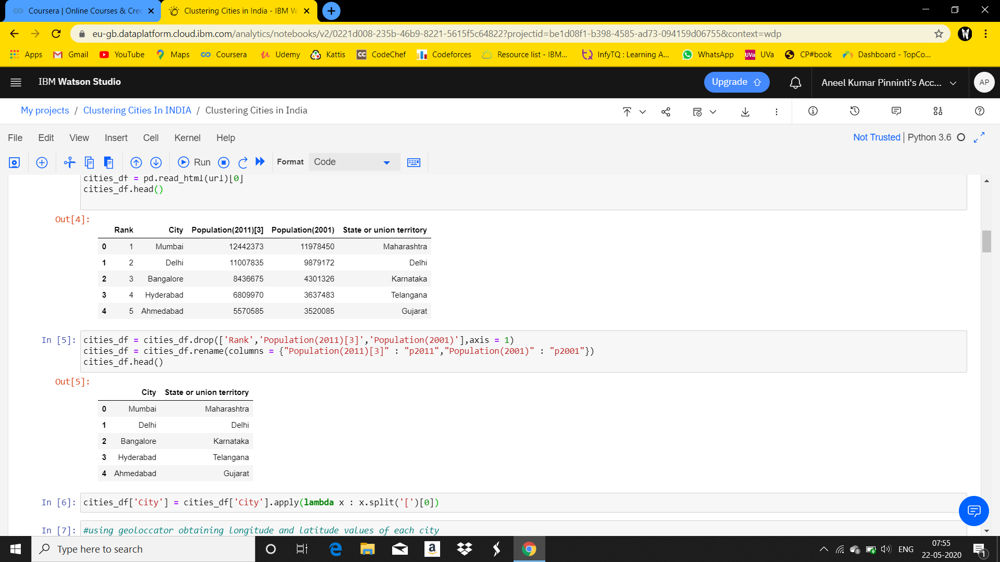 Coursera | Online Courses & Cre
Clustering Cities in India - IBM W
eu-gb.dataplatform.cloud.ibm.com/analytics/notebooks/v2/0221d008-235b-46b9-8221-5615f5c64822?projectid=be1d08f1-b398-4585-ad73-094159d06755&context=wdp
Apps Gmail YouTube Maps Coursera Udemy Kattis CodeChef Codeforces Resource list - IBM... InfyTQ : Learning A... WhatsApp UVa CP#book Dashboard - TopCo...
IBM Watson Studio Upgrade Aneel Kumar Pinninti's Acc... AP
My projects / Clustering Cities In INDIA / Clustering Cities in India
File Edit View Insert Cell Kernel Help Not Trusted | Python 3.6
Run Format Code
cities_df = pd.read_html(url)[0]
cities_df.head()
Out[4]:
Rank City Population(2011)[3] Population(2001) State or union territory
0 1 Mumbai 12442373 11978450 Maharashtra
1 2 Delhi 11007835 9879172 Delhi
2 3 Bangalore 8436675 4301326 Karnataka
3 4 Hyderabad 6809970 3637483 Telangana
4 5 Ahmedabad 5570585 3520085 Gujarat
In [5]: cities_df = cities_df.drop(['Rank','Population(2011)[3]','Population(2001)'],axis = 1)
cities_df = cities_df.rename(columns = {"Population(2011)[3]" : "p2011","Population(2001)" : "p2001"})
cities_df.head()
Out[5]:
City State or union territory
0 Mumbai Maharashtra
1 Delhi Delhi
2 Bangalore Karnataka
3 Hyderabad Telangana
4 Ahmedabad Gujarat
In [6]: cities_df['City'] = cities_df['City'].apply(lambda x : x.split('[')[0])
In [7]: #using geoloccator obtaining longitude and latitude values of each city
Type here to search
ENG
07:55
22-05-2020
1